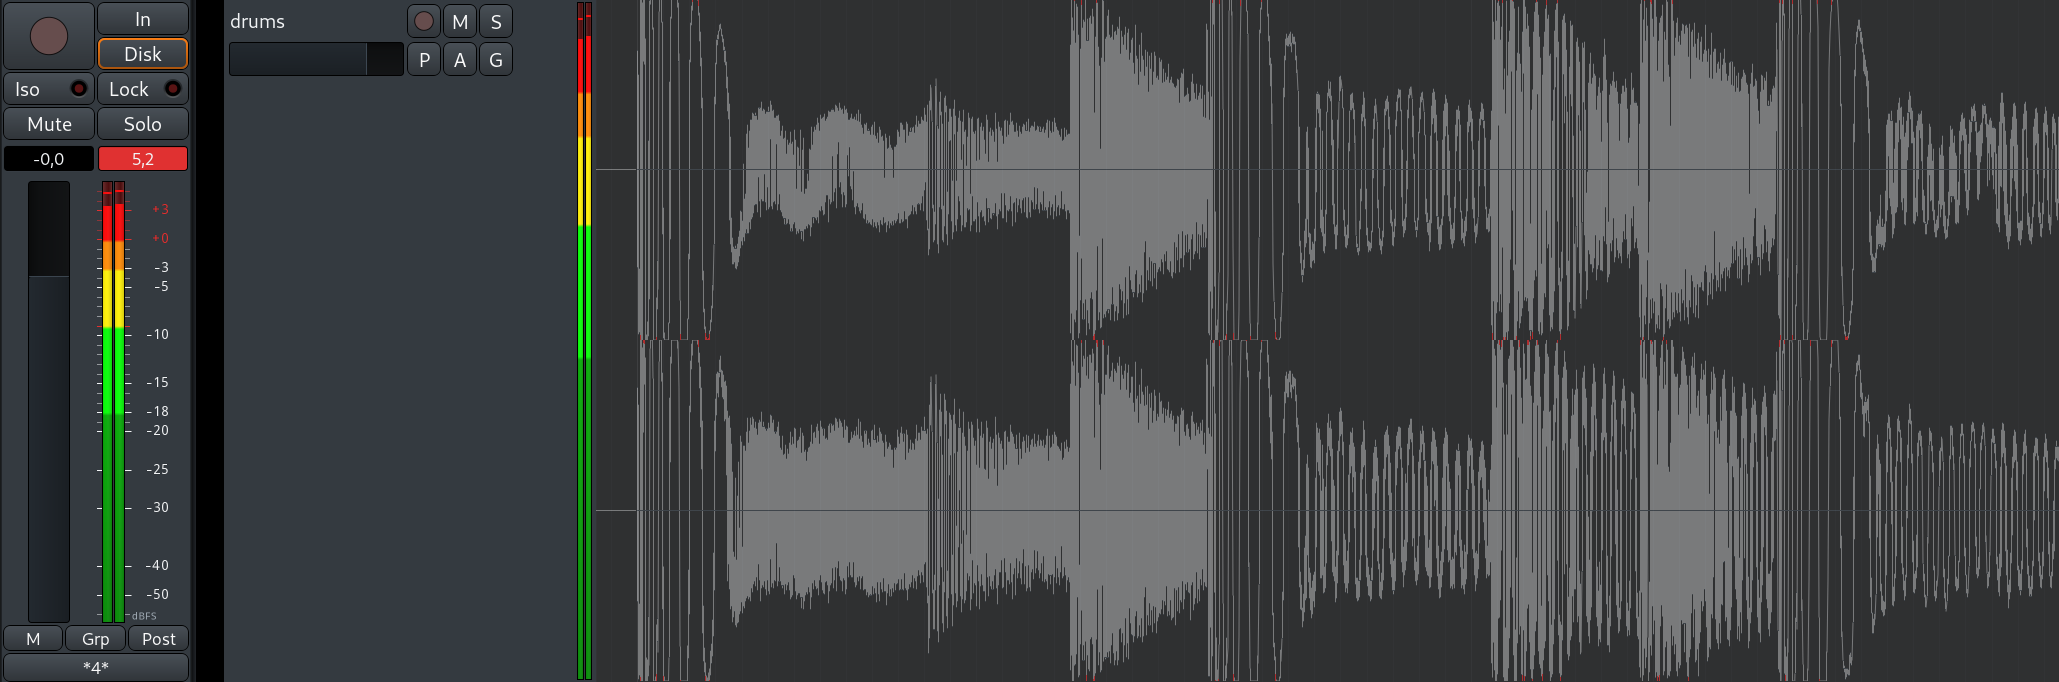 In
Disk
Iso Lock
Mute Solo
-0,0 5,2
+3
+0
-3
-5
-10
-15
-18
-20
-25
-30
-40
-50
dBFS
M Grp Post
*4*
drums M S
P A G